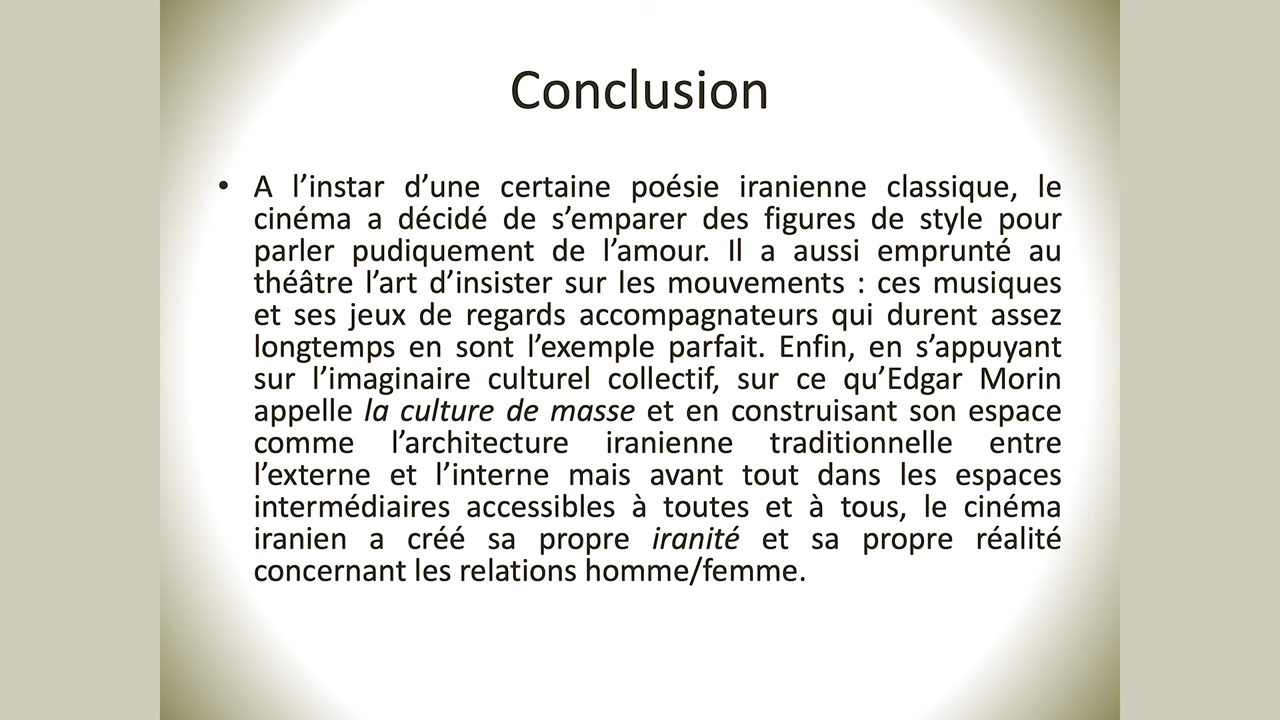 Conclusion
• A l’instar d’une certaine poésie iranienne classique, le
cinéma a décidé de s’emparer des figures de style pour
parler pudiquement de l’amour. Il a aussi emprunté au
théâtre l’art d’insister sur les mouvements : ces musiques
et ses jeux de regards accompagnateurs qui durent assez
longtemps en sont l’exemple parfait. Enfin, en s’appuyant
sur l’imaginaire culturel collectif, sur ce qu’Edgar Morin
appelle la culture de masse et en construisant son espace
comme l’architecture iranienne traditionnelle entre
l’externe et l’interne mais avant tout dans les espaces
intermédiaires accessibles à toutes et à tous, le cinéma
iranien a créé sa propre iranité et sa propre réalité
concernant les relations homme/femme.